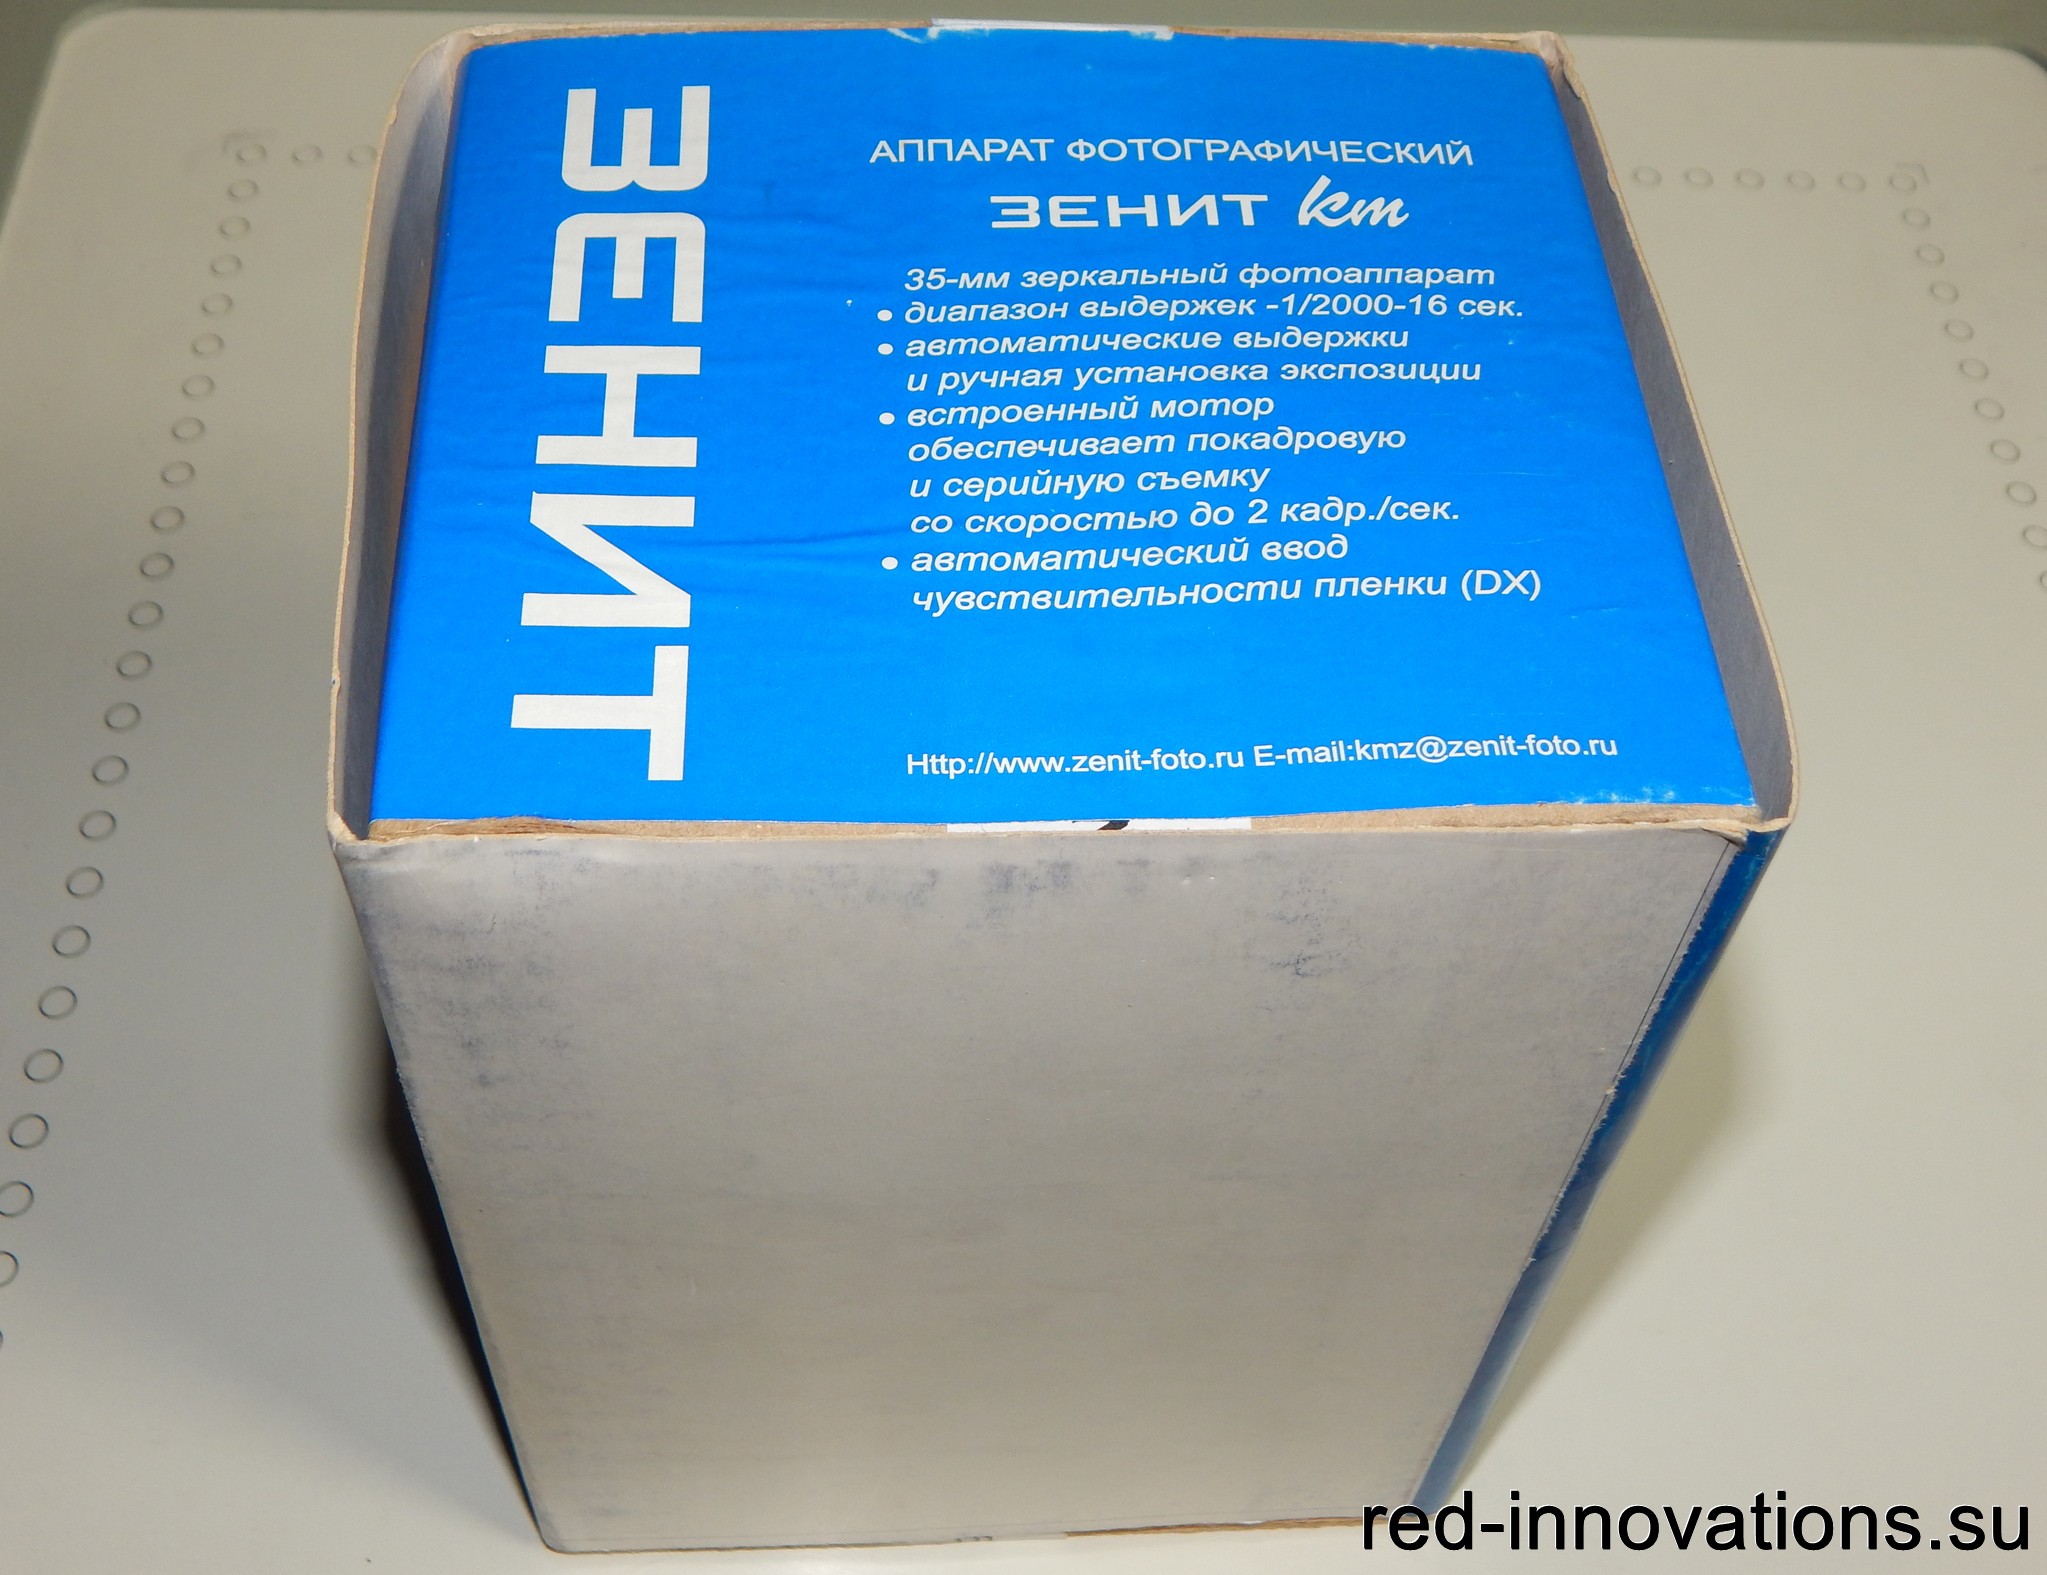 ЗЕНИТ
АППАРАТ ФОТОГРАФИЧЕСКИЙ
ЗЕНИТ km
35-мм зеркальный фотоаппарат
• диапазон выдержек -1/2000-16 сек.
• автоматические выдержки
и ручная установка экспозиции
• встроенный мотор
обеспечивает покадровую
и серийную съемку
со скоростью до 2 кадр./сек.
• автоматический ввод
чувствительности пленки (DX)
Http://www.zenit-foto.ru E-mail:kmz@zenit-foto.ru
red-innovations.su